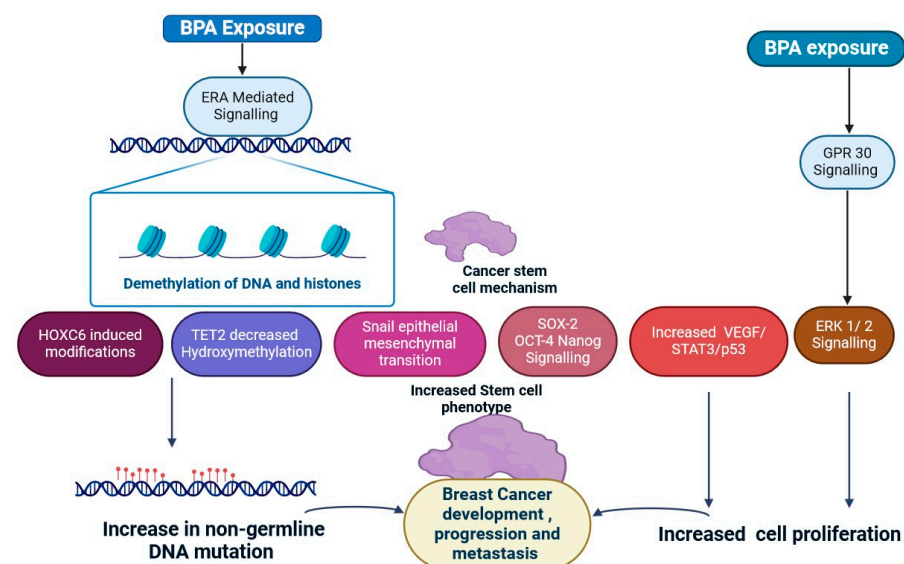 BPA Exposure
BPA exposure
ERA Mediated
Signalling
GPR 30
Signalling
Demethylation of DNA and histones
Cancer stem
cell mechanism
HOXC6 induced
modifications
TET2 decreased
Hydroxymethylation
Snail epithelial
mesenchymal
transition
SOX-2
OCT-4 Nanog
Signalling
Increased VEGF/
STAT3/p53
ERK 1/ 2
Signalling
Increased Stem cell
phenotype
Increase in non-germline
DNA mutation
Breast Cancer
development ,
progression and
metastasis
Increased cell proliferation